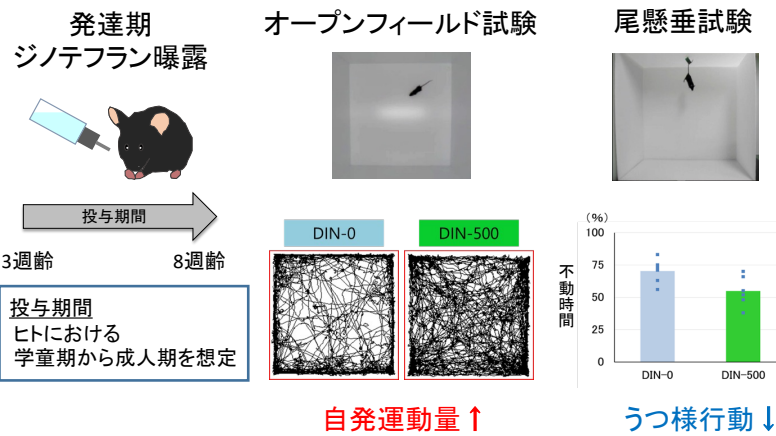 発達期
ジノテフラン曝露
投与期間
3週齢
8週齢
投与期間
ヒトにおける
学童期から成人期を想定
オープンフィールド試験
DIN-0
DIN-500
自発運動量↑
尾懸垂試験
(%)
100
75
50
25
0
不動時間
DIN-0
DIN-500
うつ様行動↓